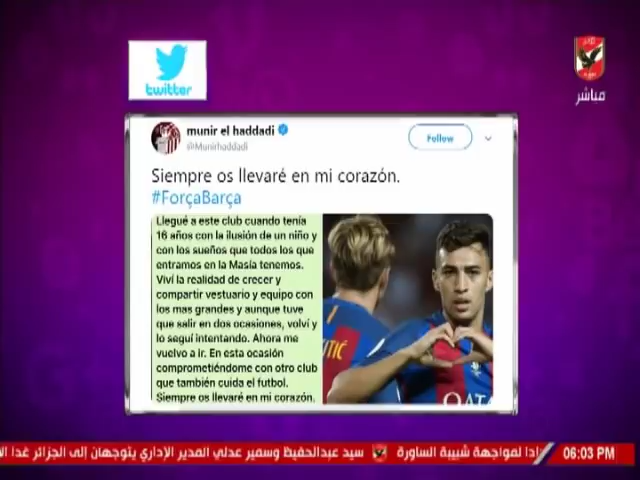 twitter
مباشر
munir el haddadi
@Munirhaddadi
Follow
Siempre os llevaré en mi corazón.
#ForçaBarça
Llegué a este club cuando tenía
16 años con la ilusión de un niño y
con los sueños que todos los que
entramos en la Masía tenemos.
Viví la realidad de crecer y
compartir vestuario y equipo con
los mas grandes y aunque tuve
que salir en dos ocasiones, volví y
lo seguí intentando. Ahora me
vuelvo a ir. En esta ocasión
comprometiéndome con otro club
que también cuida el futbol.
Siempre os llevaré en mi corazón.
TIĆ
QATA
دا لمواجهة شبيبة الساورة
سيد عبدالحفيظ وسمير عدلي المدير الإداري يتوجهان إلى الجزائر غدا الا
06:03 PM